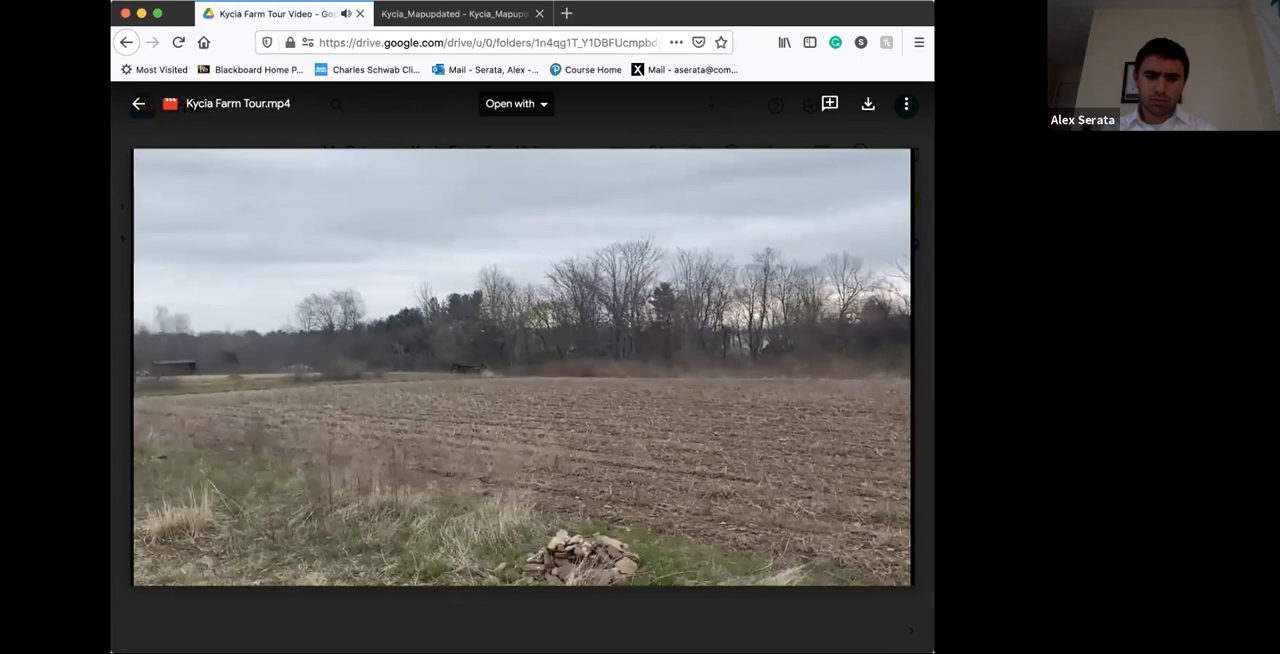 Kycia Farm Tour Video - Goo
Kycia_Mapupdated - Kycia_Mapupd
https://drive.google.com/drive/u/0/folders/1n4qg1T_Y1DBFUcmpbd
Most Visited
Blackboard Home P...
Charles Schwab Cli...
Mail - Serata, Alex -...
Course Home
Mail - aserata@com...
Kycia Farm Tour.mp4
Open with
Alex Serata